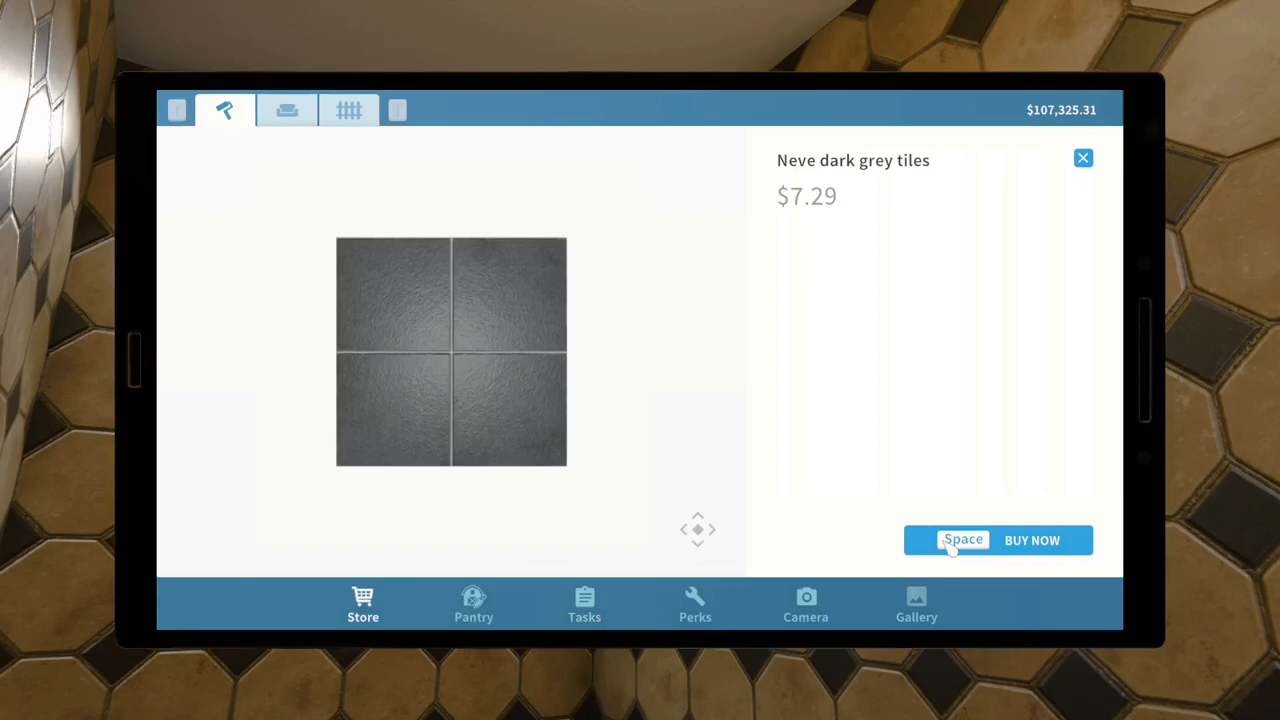 $107,325.31
Neve dark grey tiles
$7.29
Space BUY NOW
Store Pantry Tasks Perks Camera Gallery